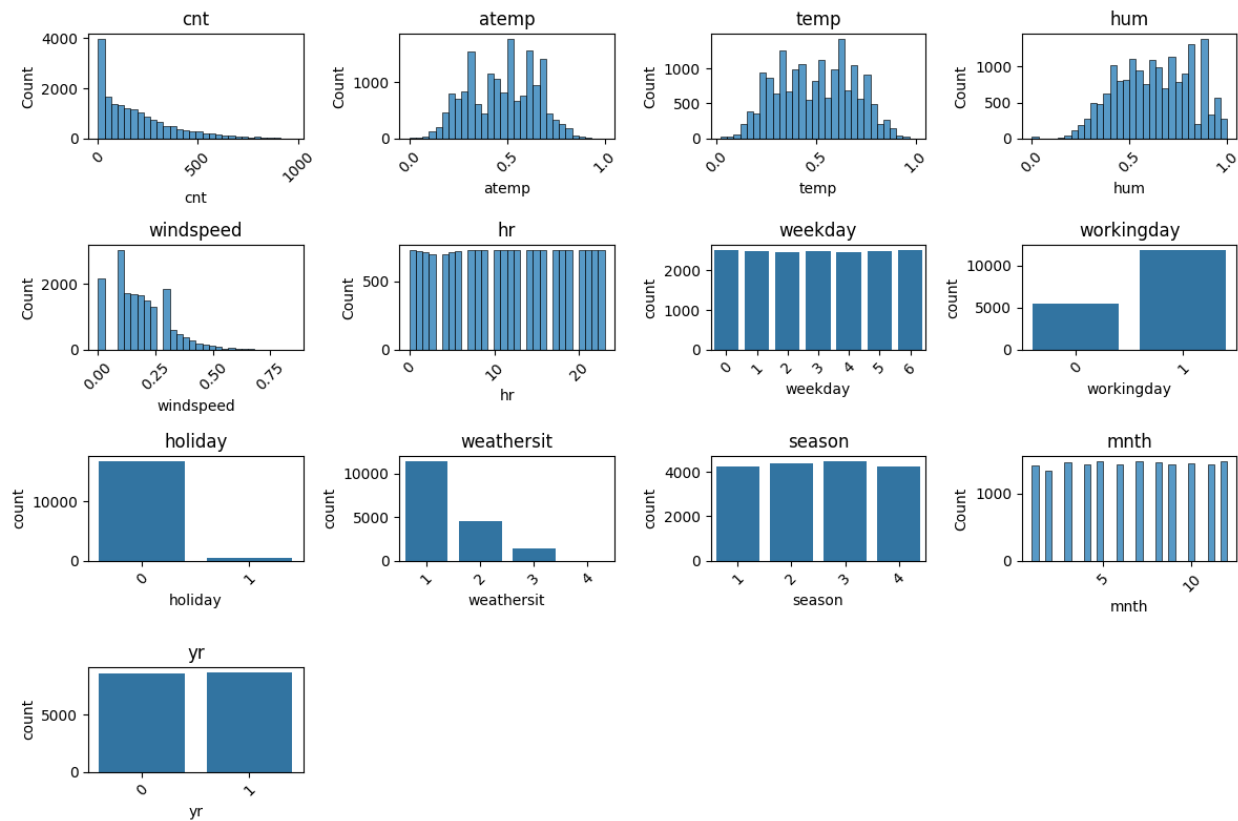 cnt
4000
2000
0
Count
0
500
1000
cnt
atemp
1000
0
Count
0.0
0.5
1.0
atemp
temp
1000
500
0
Count
0.0
0.5
1.0
temp
hum
1000
500
0
Count
0.0
0.5
1.0
hum
windspeed
2000
0
Count
0.00
0.25
0.50
0.75
windspeed
hr
500
0
Count
0
10
20
hr
weekday
2000
1000
0
count
0
1
2
3
4
5
6
weekday
workingday
10000
5000
0
count
0
1
workingday
holiday
10000
0
count
0
1
holiday
weathersit
10000
5000
0
count
1
2
3
4
weathersit
season
4000
2000
0
count
1
2
3
4
season
mnth
1000
0
Count
5
10
mnth
yr
5000
0
count
0
1
yr